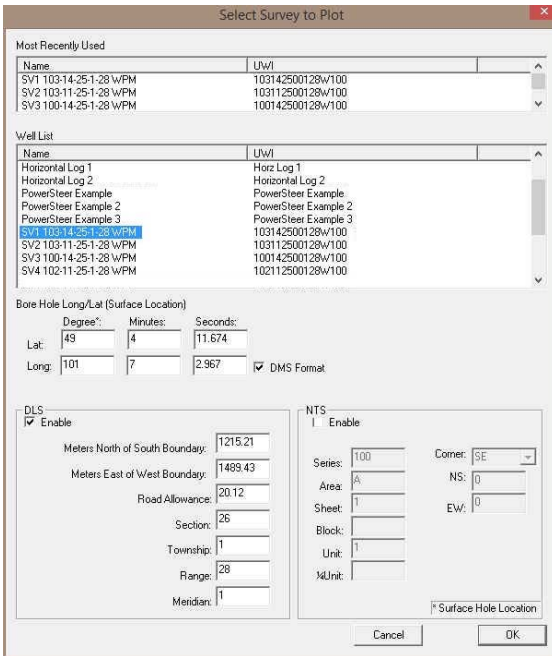 Select Survey to Plot
Most Recently Used
Name UWI
SV1 103-14-25-1-28 WPM 103142500128W100
SV2 103-11-25-1-28 WPM 103112500128W100
SV3 100-14-25-1-28 WPM 100142500128W100
Well List
Name UWI
Horizontal Log 1 Horz Log 1
Horizontal Log 2 Horizontal Log 2
PowerSteer Example PowerSteer Example
PowerSteer Example 2 PowerSteer Example 2
PowerSteer Example 3 PowerSteer Example 3
SV1 103-14-25-1-28 WPM 103142500128W100
SV2 103-11-25-1-28 WPM 103112500128W100
SV3 100-14-25-1-28 WPM 100142500128W100
SV4 102-11-25-1-28 WPM 102112500128W100
Bore Hole Long/Lat (Surface Location)
Degree°: Minutes: Seconds:
Lat: 49 4 11.674
Long: 101 7 2.967 DMS Format
DLS
Enable
Meters North of South Boundary: 1215.21
Meters East of West Boundary: 1489.43
Road Allowance: 20.12
Section: 26
Township: 1
Range: 28
Meridian: 1
NTS
Enable
Series: 100
Area: A
Sheet: 1
Block:
Unit: 1
¼Unit:
Corner: SE
NS: 0
EW: 0
* Surface Hole Location
Cancel OK